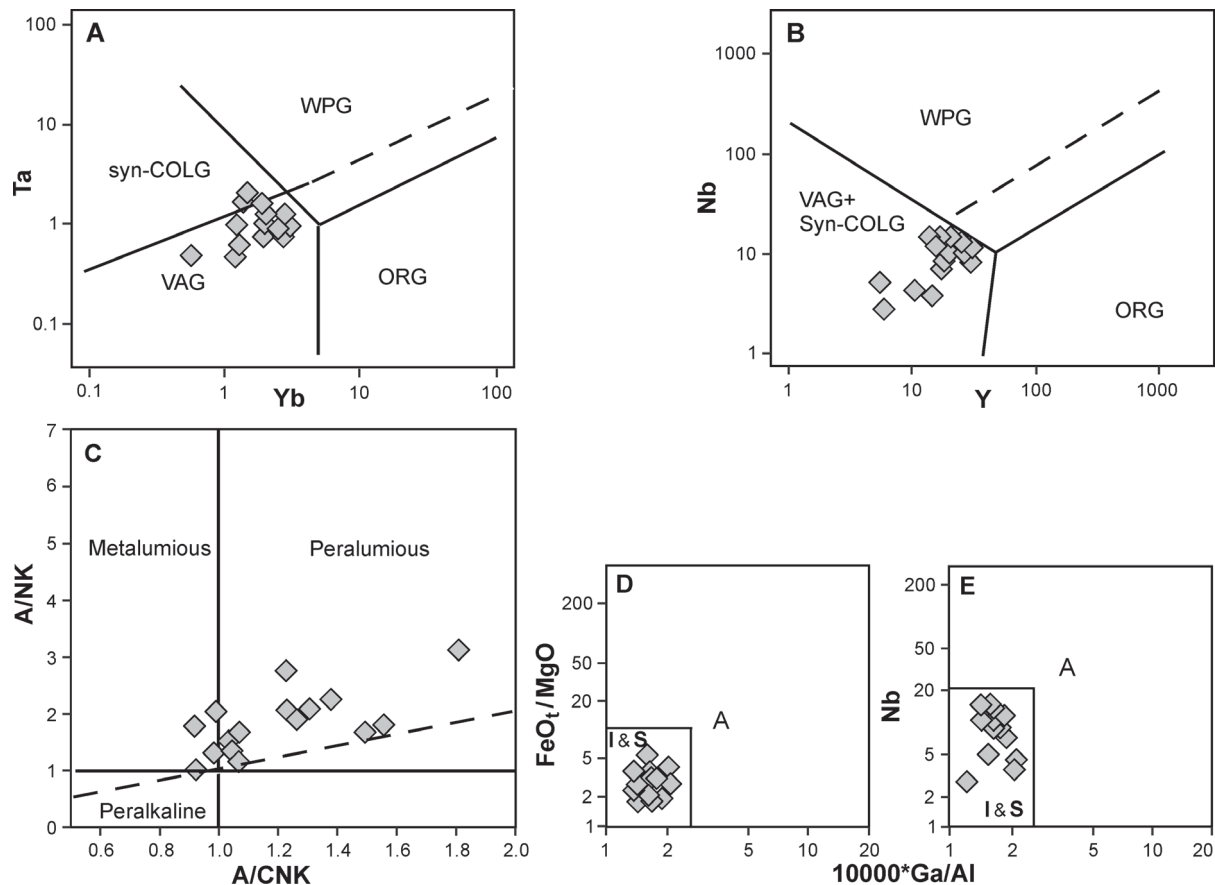 A
100
10
1
0.1
Ta
WPG
syn-COLG
VAG
ORG
0.1
1
10
100
Yb
B
1000
100
10
1
Nb
WPG
VAG+
Syn-COLG
ORG
1
10
100
1000
Y
C
7
6
5
4
3
2
1
0
A/NK
Metalumious
Peralumious
Peralkaline
0.6
0.8
1.0
1.2
1.4
1.6
1.8
2.0
A/CNK
D
200
50
20
5
2
1
FeOt / MgO
A
I & S
1
2
5
10
20
E
200
50
20
5
2
1
Nb
A
I & S
1
2
5
10
20
10000*Ga/Al